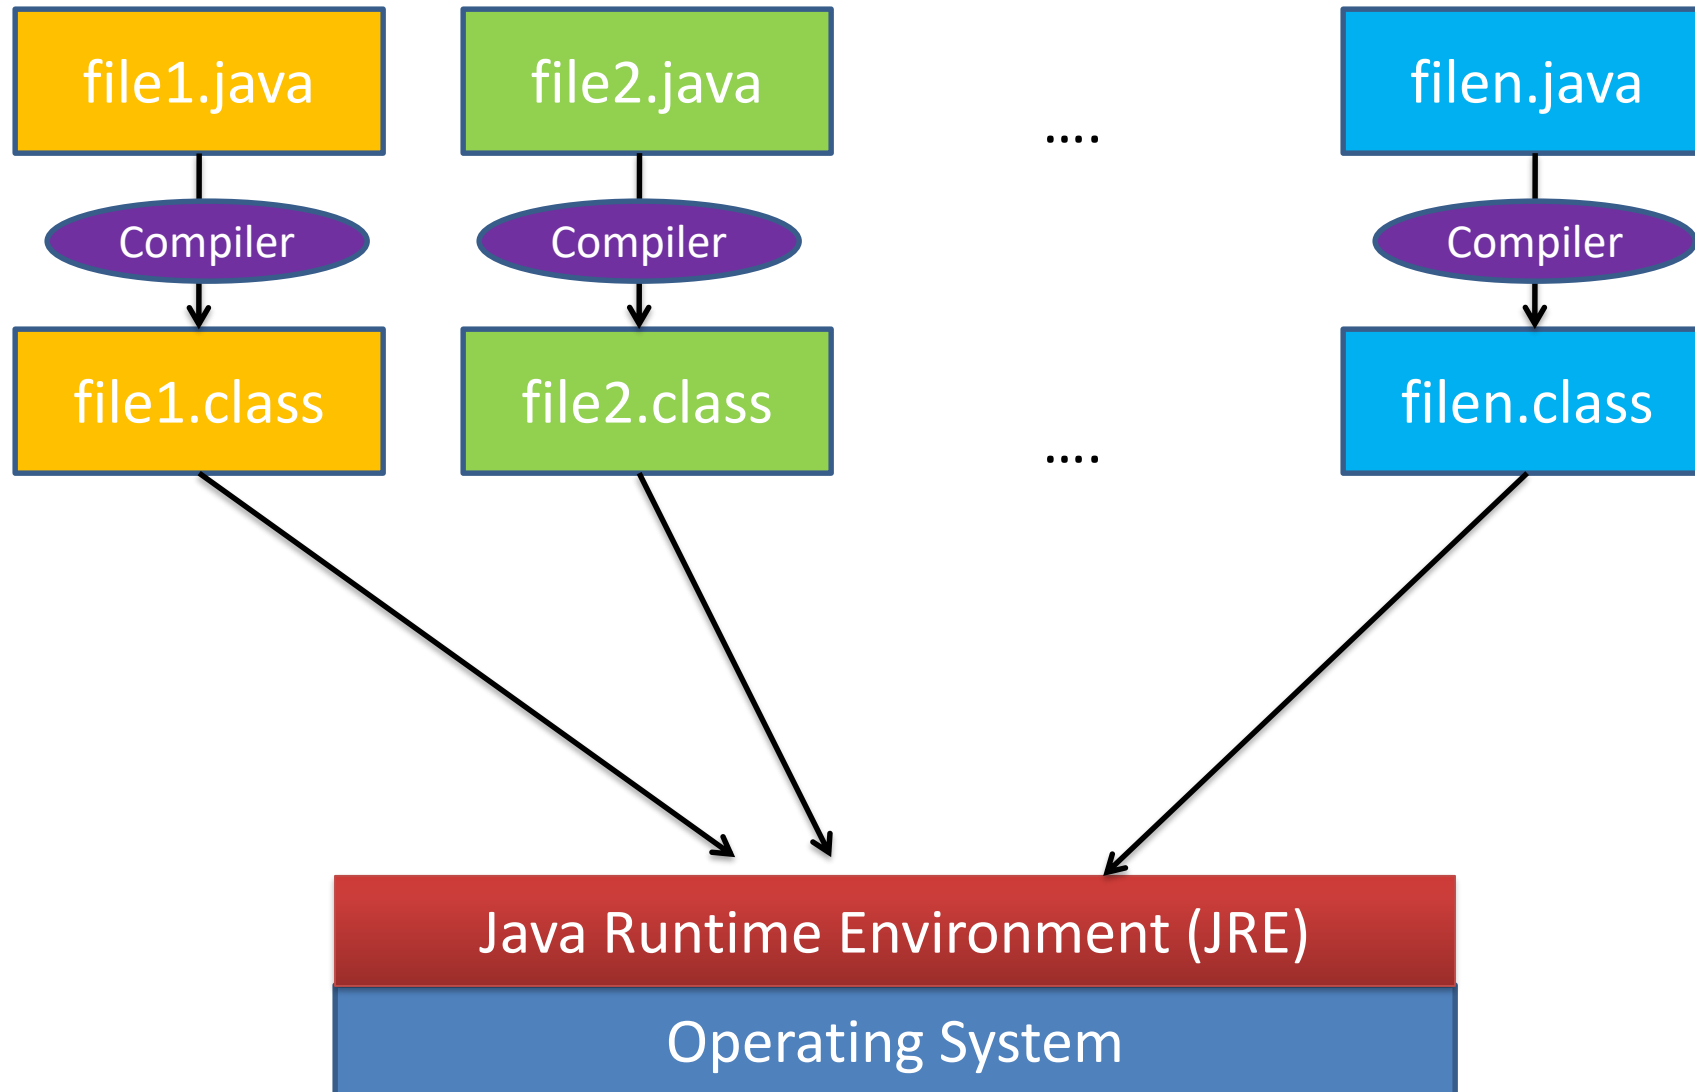 file1.java
file2.java
....
filen.java
Compiler
Compiler
Compiler
file1.class
file2.class
....
filen.class
Java Runtime Environment (JRE)
Operating System